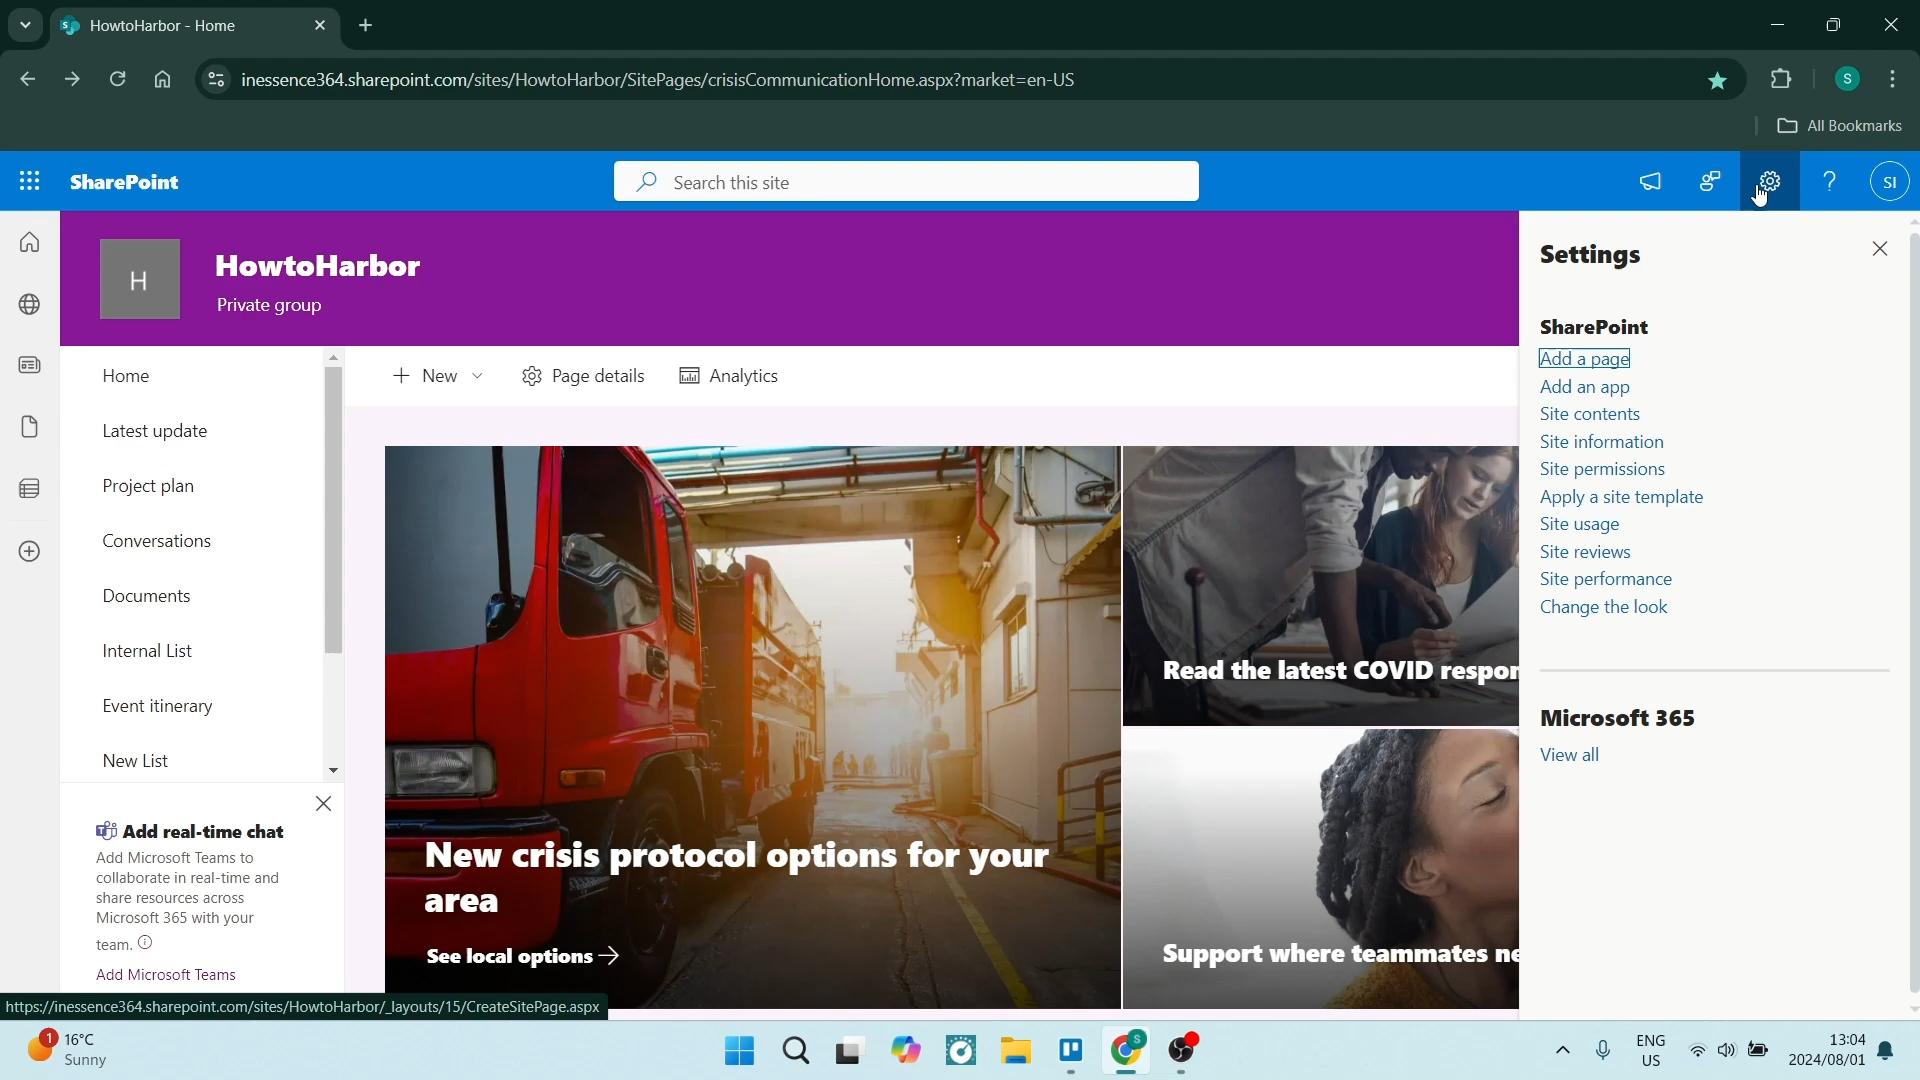 HowtoHarbor - Home
inessence364.sharepoint.com/sites/HowtoHarbor/SitePages/crisisCommunicationHome.aspx?market=en-US
S
All Bookmarks
SharePoint
Search this site
SI
H
HowtoHarbor
Private group
Home
Latest update
Project plan
Conversations
Documents
Internal List
Event itinerary
New List
Add real-time chat
Add Microsoft Teams to
collaborate in real-time and
share resources across
Microsoft 365 with your
team.
Add Microsoft Teams
New
Page details
Analytics
New crisis protocol options for your
area
See local options
Read the latest COVID respon
Support where teammates ne
Settings
SharePoint
Add a page
Add an app
Site contents
Site information
Site permissions
Apply a site template
Site usage
Site reviews
Site performance
Change the look
Microsoft 365
View all
https://inessence364.sharepoint.com/sites/HowtoHarbor/_layouts/15/CreateSitePage.aspx
1
16°C
Sunny
S
ENG
US
13:04
2024/08/01